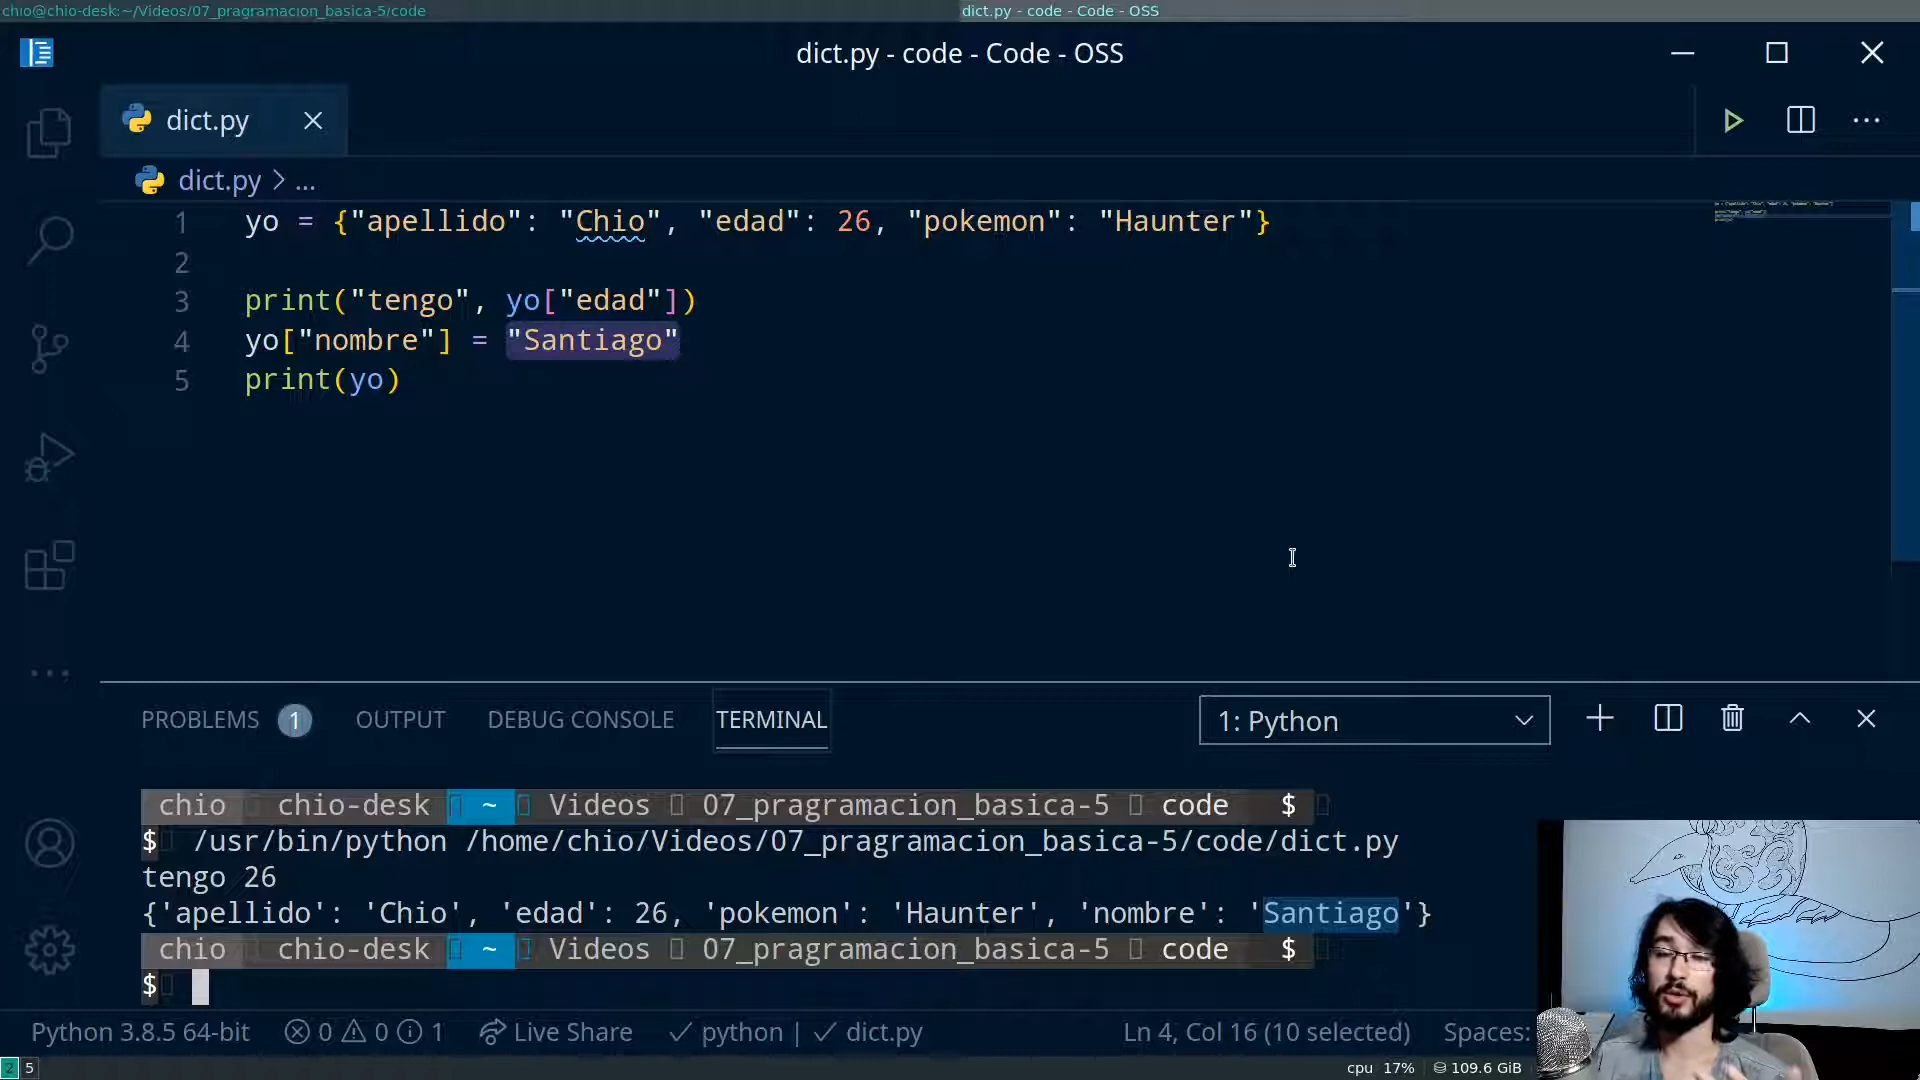 chio@chio-desk:~/Videos/07_pragramacion_basica-5/code
dict.py - code - Code - OSS
dict.py - code - Code - OSS
dict.py
dict.py > ...
1 yo = {"apellido": "Chio", "edad": 26, "pokemon": "Haunter"}
2
3 print("tengo", yo["edad"])
4 yo["nombre"] = "Santiago"
5 print(yo)
PROBLEMS 1 OUTPUT DEBUG CONSOLE TERMINAL 1: Python
chio chio-desk ~ Videos 07_pragramacion_basica-5 code $
$ /usr/bin/python /home/chio/Videos/07_pragramacion_basica-5/code/dict.py
tengo 26
{'apellido': 'Chio', 'edad': 26, 'pokemon': 'Haunter', 'nombre': 'Santiago'}
chio chio-desk ~ Videos 07_pragramacion_basica-5 code $
$
Python 3.8.5 64-bit 0 0 1 Live Share ✓ python | ✓ dict.py Ln 4, Col 16 (10 selected) Spaces:
2 5 cpu 17% 109.6 GiB